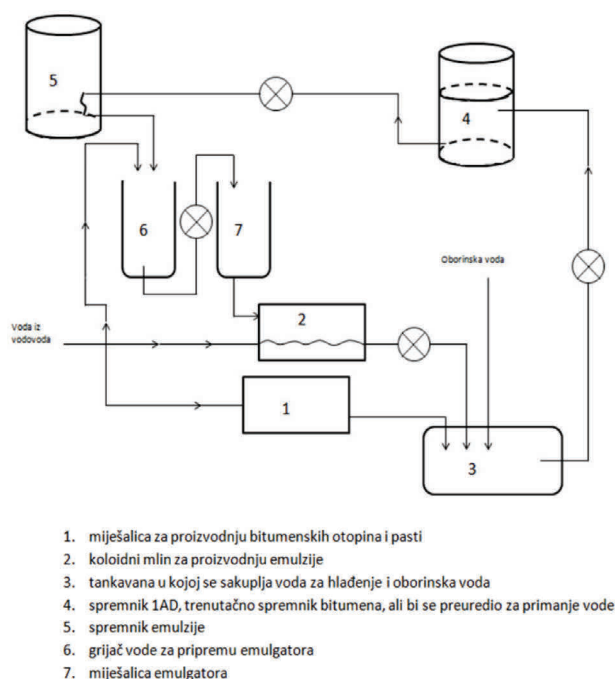 5
4
6
7
Oborinska voda
Voda iz
vodovoda
2
1
3
1. miješalica za proizvodnju bitumenskih otopina i pasti
2. koloidni mlin za proizvodnju emulzije
3. tankavana u kojoj se sakuplja voda za hlađenje i oborinska voda
4. spremnik 1AD, trenutačno spremnik bitumena, ali bi se preuredio za primanje vode
5. spremnik emulzije
6. grijač vode za pripremu emulgatora
7. miješalica emulgatora